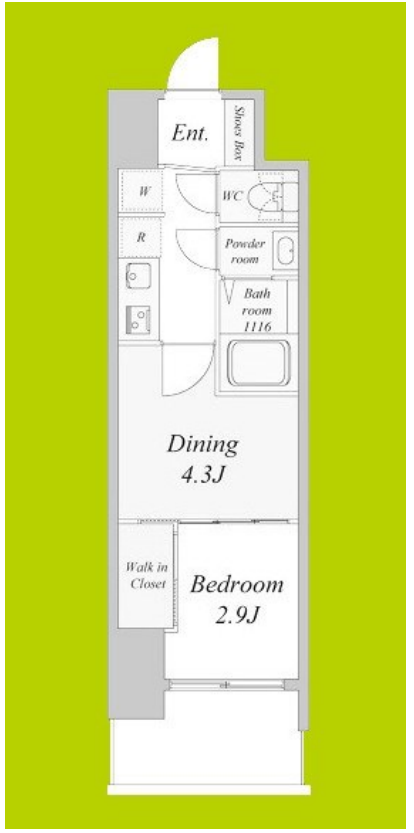 Ent.
Shoes Box
W
WC
R
Powder
room
Bath
room
1116
Dining
4.3J
Walk in
Closet
Bedroom
2.9J